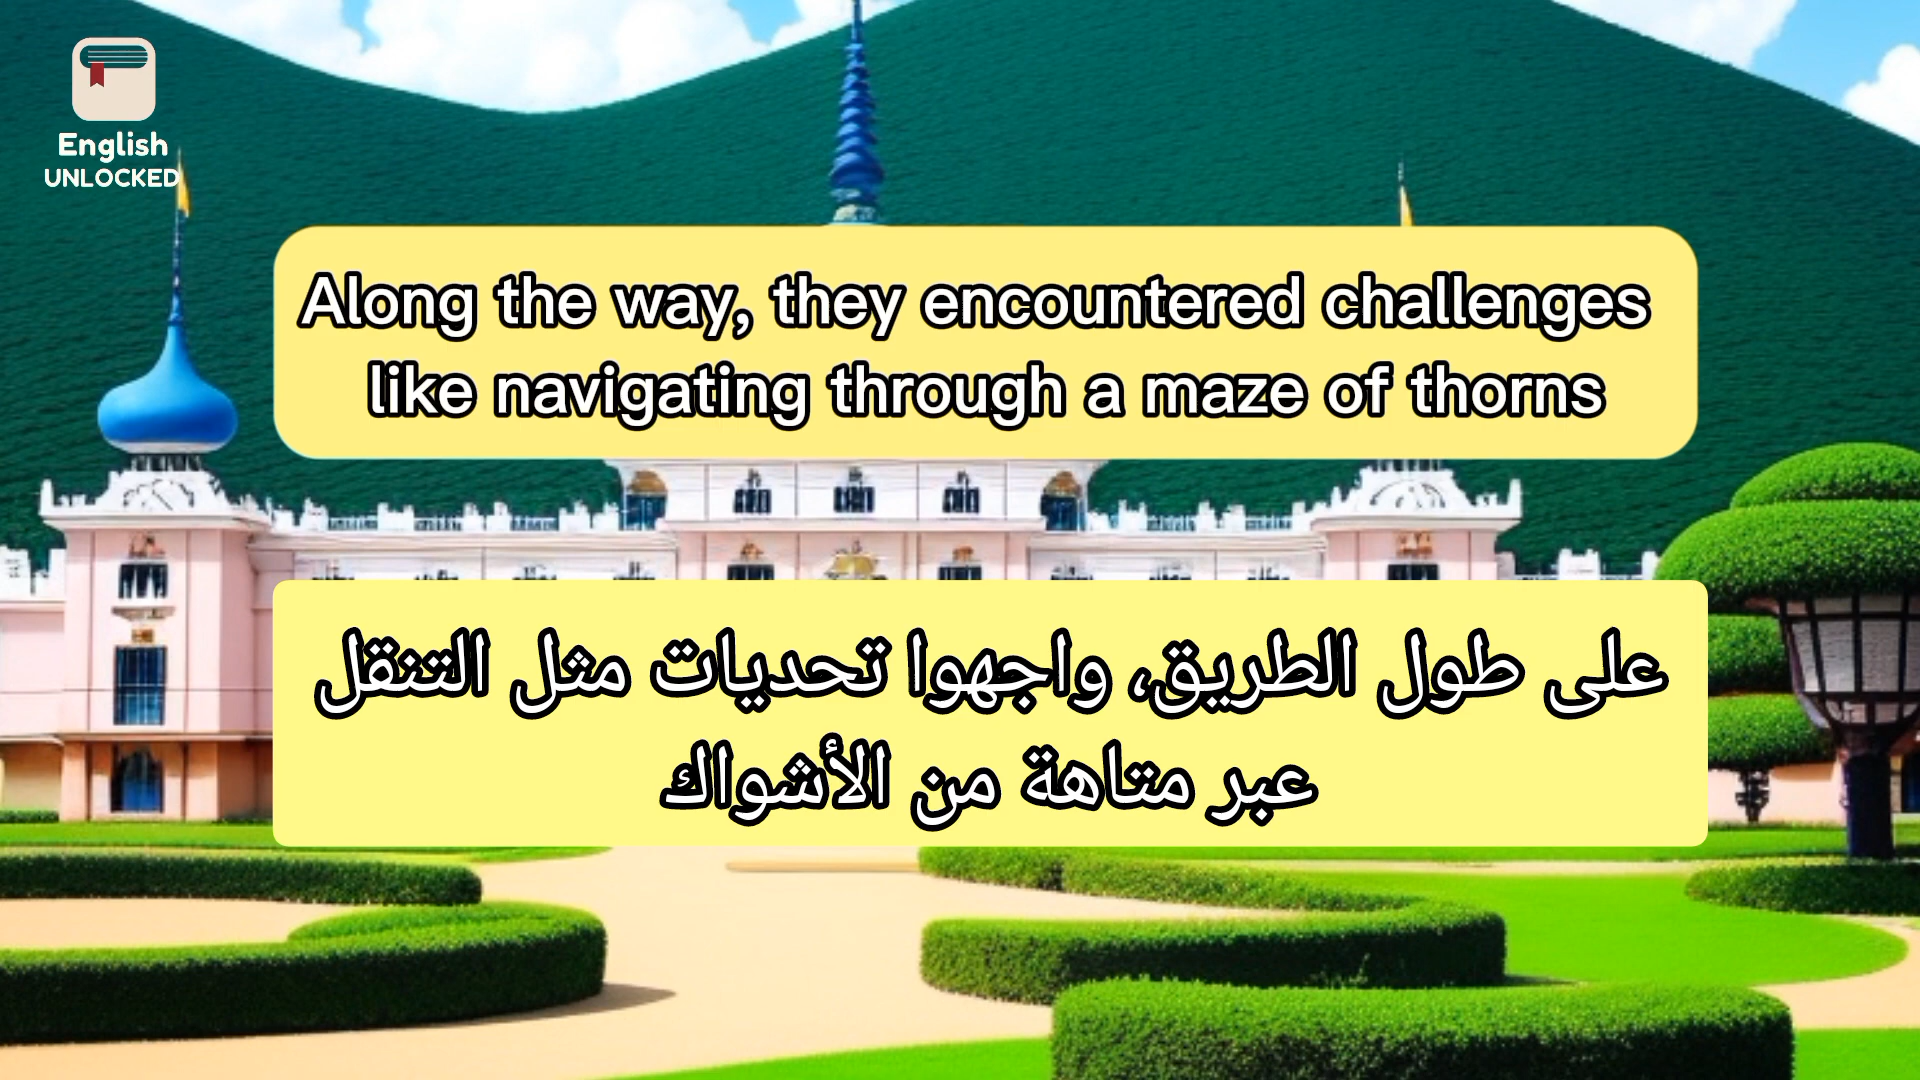 English
UNLOCKED
Along the way, they encountered challenges
like navigating through a maze of thorns
على طول الطريق، واجهوا تحديات مثل التنقل
عبر متاهة من الأشواك